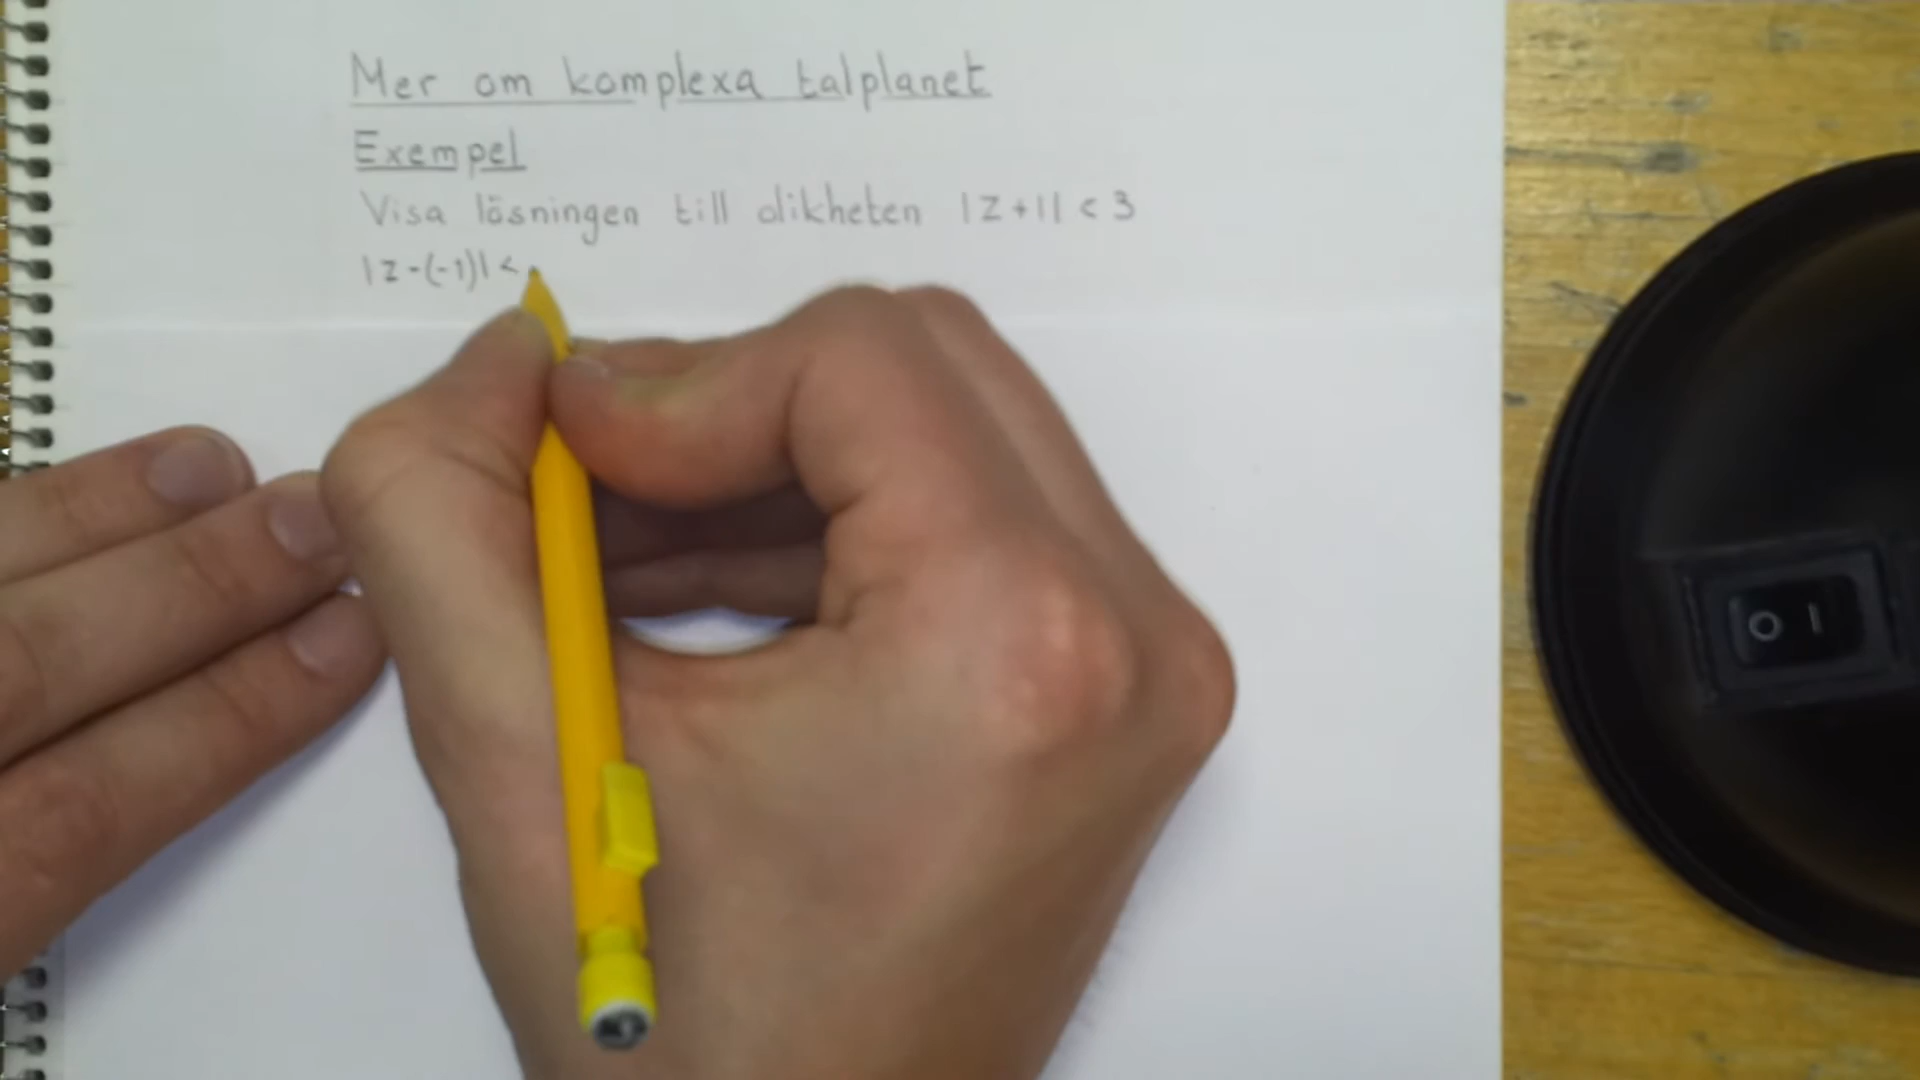 Mer om komplexa talplanet
Exempel
Visa lösningen till olikheten |z+1| < 3
|z-(-1)| <
O I